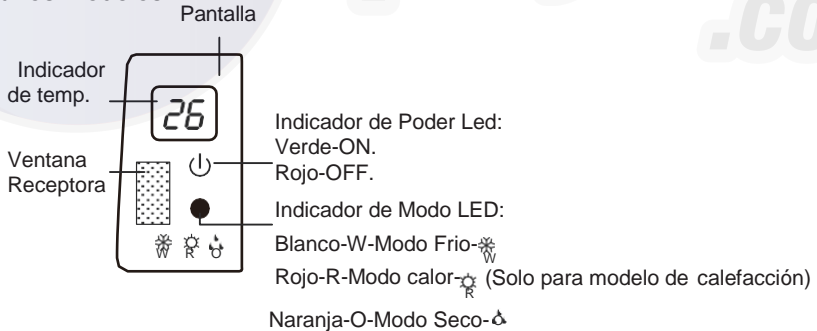 Pantalla
Indicador
de temp.
26
Indicador de Poder Led:
Verde-ON.
Rojo-OFF.
Ventana
Receptora
Indicador de Modo LED:
W R O
Blanco-W-Modo Frio-W
Rojo-R-Modo calor-R (Solo para modelo de calefacción)
Naranja-O-Modo Seco-